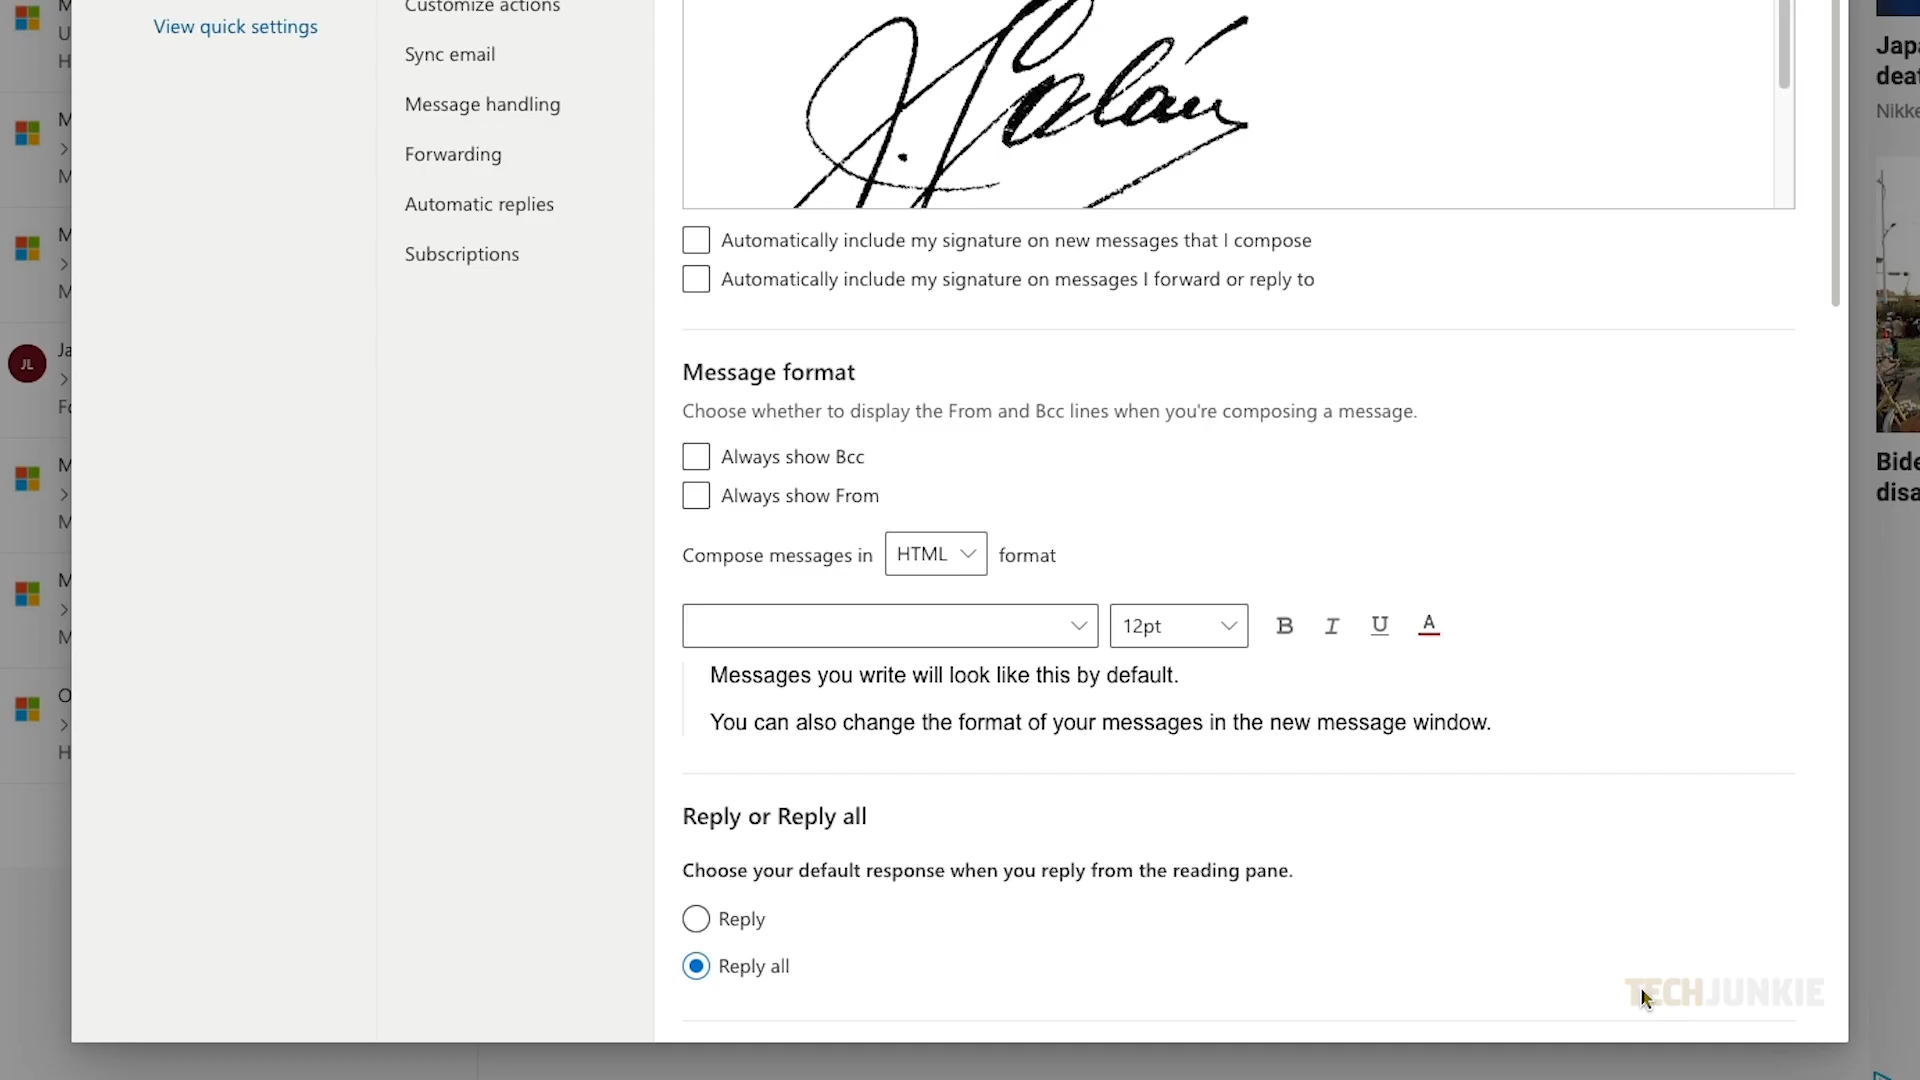 View quick settings
Customize actions
Sync email
Message handling
Forwarding
Automatic replies
Subscriptions
Automatically include my signature on new messages that I compose
Automatically include my signature on messages I forward or reply to
Message format
Choose whether to display the From and Bcc lines when you're composing a message.
Always show Bcc
Always show From
Compose messages in HTML format
12pt B I U A
Messages you write will look like this by default.
You can also change the format of your messages in the new message window.
Reply or Reply all
Choose your default response when you reply from the reading pane.
Reply
Reply all
TECHJUNKIE
JL